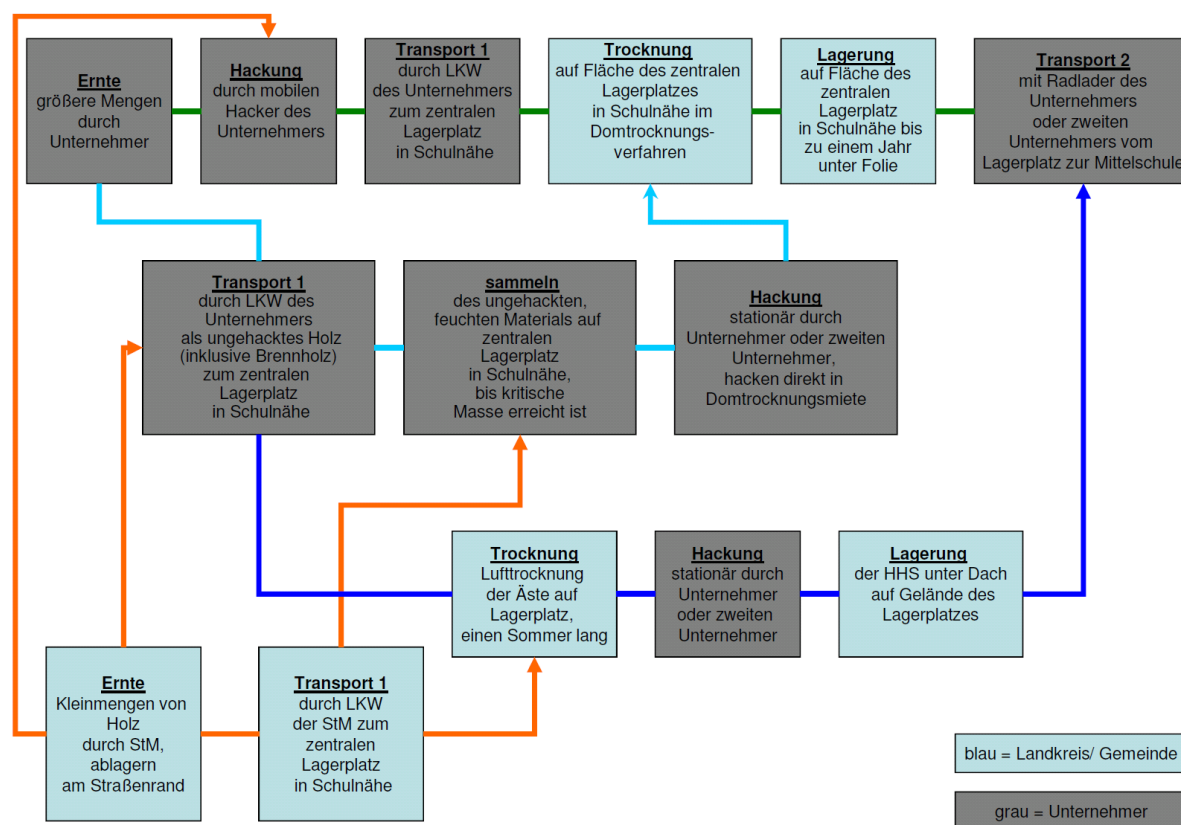 Ernte
größere Mengen
durch
Unternehmer
Hackung
durch mobilen
Hacker des
Unternehmers
Transport 1
durch LKW
des Unternehmers
zum zentralen
Lagerplatz
in Schulnähe
Trocknung
auf Fläche des zentralen
Lagerplatzes
in Schulnähe im
Domtrocknungs-
verfahren
Lagerung
auf Fläche des
zentralen
Lagerplatz
in Schulnähe bis
zu einem Jahr
unter Folie
Transport 2
mit Radlader des
Unternehmers
oder zweiten
Unternehmers vom
Lagerplatz zur Mittelschule
Transport 1
durch LKW des
Unternehmers
als ungehacktes Holz
(inklusive Brennholz)
zum zentralen
Lagerplatz
in Schulnähe
sammeln
des ungehackten,
feuchten Materials auf
zentralen
Lagerplatz
in Schulnähe,
bis kritische
Masse erreicht ist
Hackung
stationär durch
Unternehmer oder zweiten
Unternehmer,
hacken direkt in
Domtrocknungsmiete
Trocknung
Lufttrocknung
der Äste auf
Lagerplatz,
einen Sommer lang
Hackung
stationär durch
Unternehmer
oder zweiten
Unternehmer
Lagerung
der HHS unter Dach
auf Gelände des
Lagerplatzes
Ernte
Kleinmengen von
Holz
durch StM,
ablagern
am Straßenrand
Transport 1
durch LKW
der StM zum
zentralen
Lagerplatz
in Schulnähe
blau = Landkreis/ Gemeinde
grau = Unternehmer